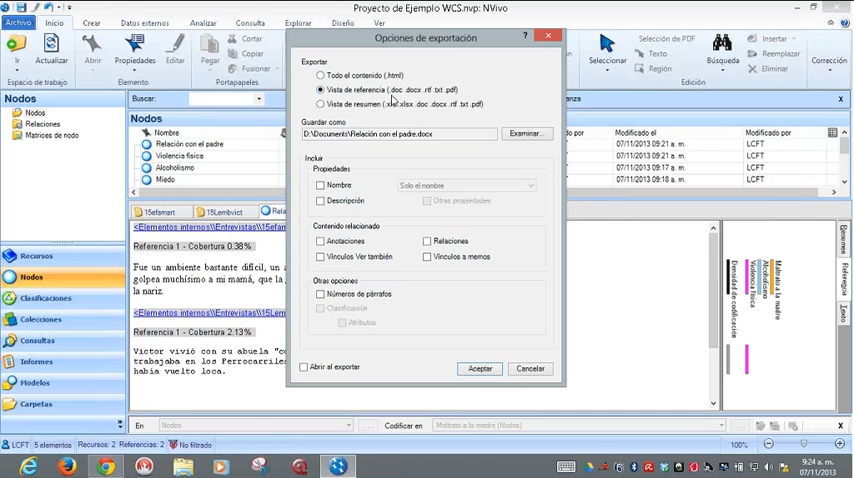 Proyecto de Ejemplo WCS.nvp: NVivo
Archivo Inicio Crear Datos externos Analizar Consulta Explorar Diseño Ver
Ir
Espacio de trabajo
Abrir
Propiedades
Editar
Elemento
Pegar
Cortar
Copiar
Fusionar
Seleccionar
Selección de PDF
Texto
Región
Búsqueda
Insertar
Reemplazar
Eliminar
Corrección
Opciones de exportación
Exportar
Todo el contenido (.html)
Vista de referencia (.doc .docx .rtf .txt .pdf)
Vista de resumen (.xls .xlsx .doc .docx .rtf .txt .pdf)
Guardar como
D:\Documents\Relación con el padre.docx
Examinar...
Incluir
Propiedades
Nombre
Solo el nombre
Descripción
Otras propiedades
Contenido relacionado
Anotaciones
Relaciones
Vínculos Ver también
Vínculos a memos
Otras opciones
Números de párrafos
Clasificación
Atributos
Abrir al exportar
Aceptar
Cancelar
Nodos
Nodos
Relaciones
Matrices de nodo
Recursos
Nodos
Clasificaciones
Colecciones
Consultas
Informes
Modelos
Carpetas
Buscar:
Nodos
Nombre
Relación con el padre
Violencia física
Alcoholismo
Miedo
Modificado el Modificado por
07/11/2013 09:21 a. m. LCFT
07/11/2013 09:21 a. m. LCFT
07/11/2013 09:21 a. m. LCFT
07/11/2013 09:18 a. m. LCFT
15efamart
15Lembvict
<Elementos internos\\Entrevistas\\15efam
Referencia 1 - Cobertura 0.38%
Fue un ambiente bastante difícil, un a
golpea muchísimo a mi mamá, que la
la nariz.
<Elementos internos\\Entrevistas\\15Lem
Referencia 1 - Cobertura 2.13%
Victor vivió con su abuela "co
trabajaba en los Ferrocarriles
había vuelto loca.
Densidad de codificación
Violencia física
Alcoholismo
Maltrato a la madre
Resumen
Referencia
Texto
En Nodos
Codificar en Maltrato a la madre (Nodos)
LCFT 5 elementos Recursos: 2 Referencias: 2 No filtrado
100%
9:24 a. m.
07/11/2013